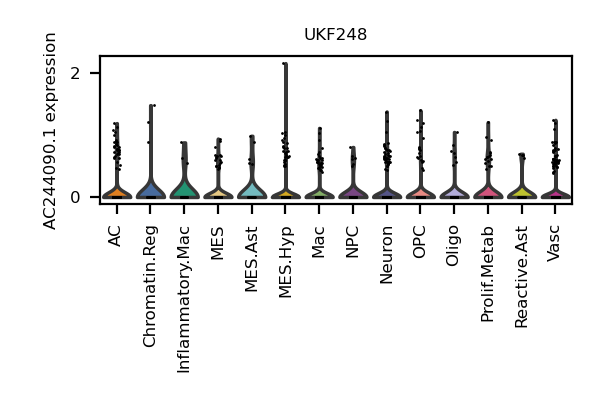 UKF248
AC244090.1 expression
2
0
AC
Chromatin.Reg
Inflammatory.Mac
MES
MES.Ast
MES.Hyp
Mac
NPC
Neuron
OPC
Oligo
Prolif.Metab
Reactive.Ast
Vasc